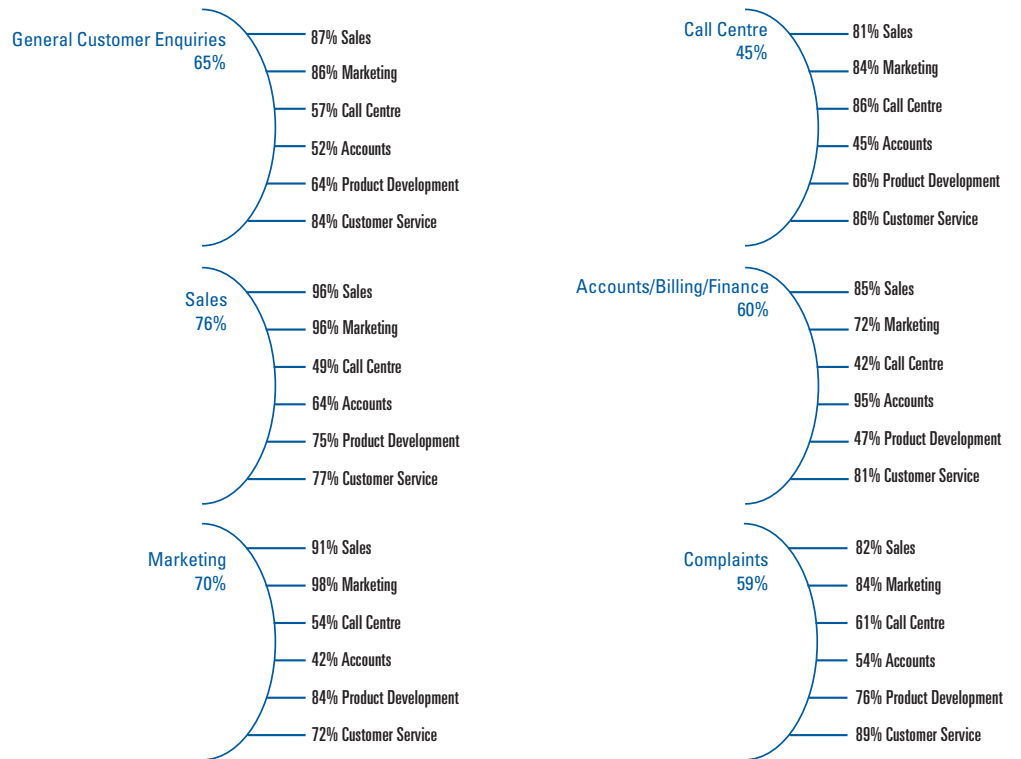 General Customer Enquiries
65%
87% Sales
86% Marketing
57% Call Centre
52% Accounts
64% Product Development
84% Customer Service
Call Centre
45%
81% Sales
84% Marketing
86% Call Centre
45% Accounts
66% Product Development
86% Customer Service
Sales
76%
96% Sales
96% Marketing
49% Call Centre
64% Accounts
75% Product Development
77% Customer Service
Accounts/Billing/Finance
60%
85% Sales
72% Marketing
42% Call Centre
95% Accounts
47% Product Development
81% Customer Service
Marketing
70%
91% Sales
98% Marketing
54% Call Centre
42% Accounts
84% Product Development
72% Customer Service
Complaints
59%
82% Sales
84% Marketing
61% Call Centre
54% Accounts
76% Product Development
89% Customer Service